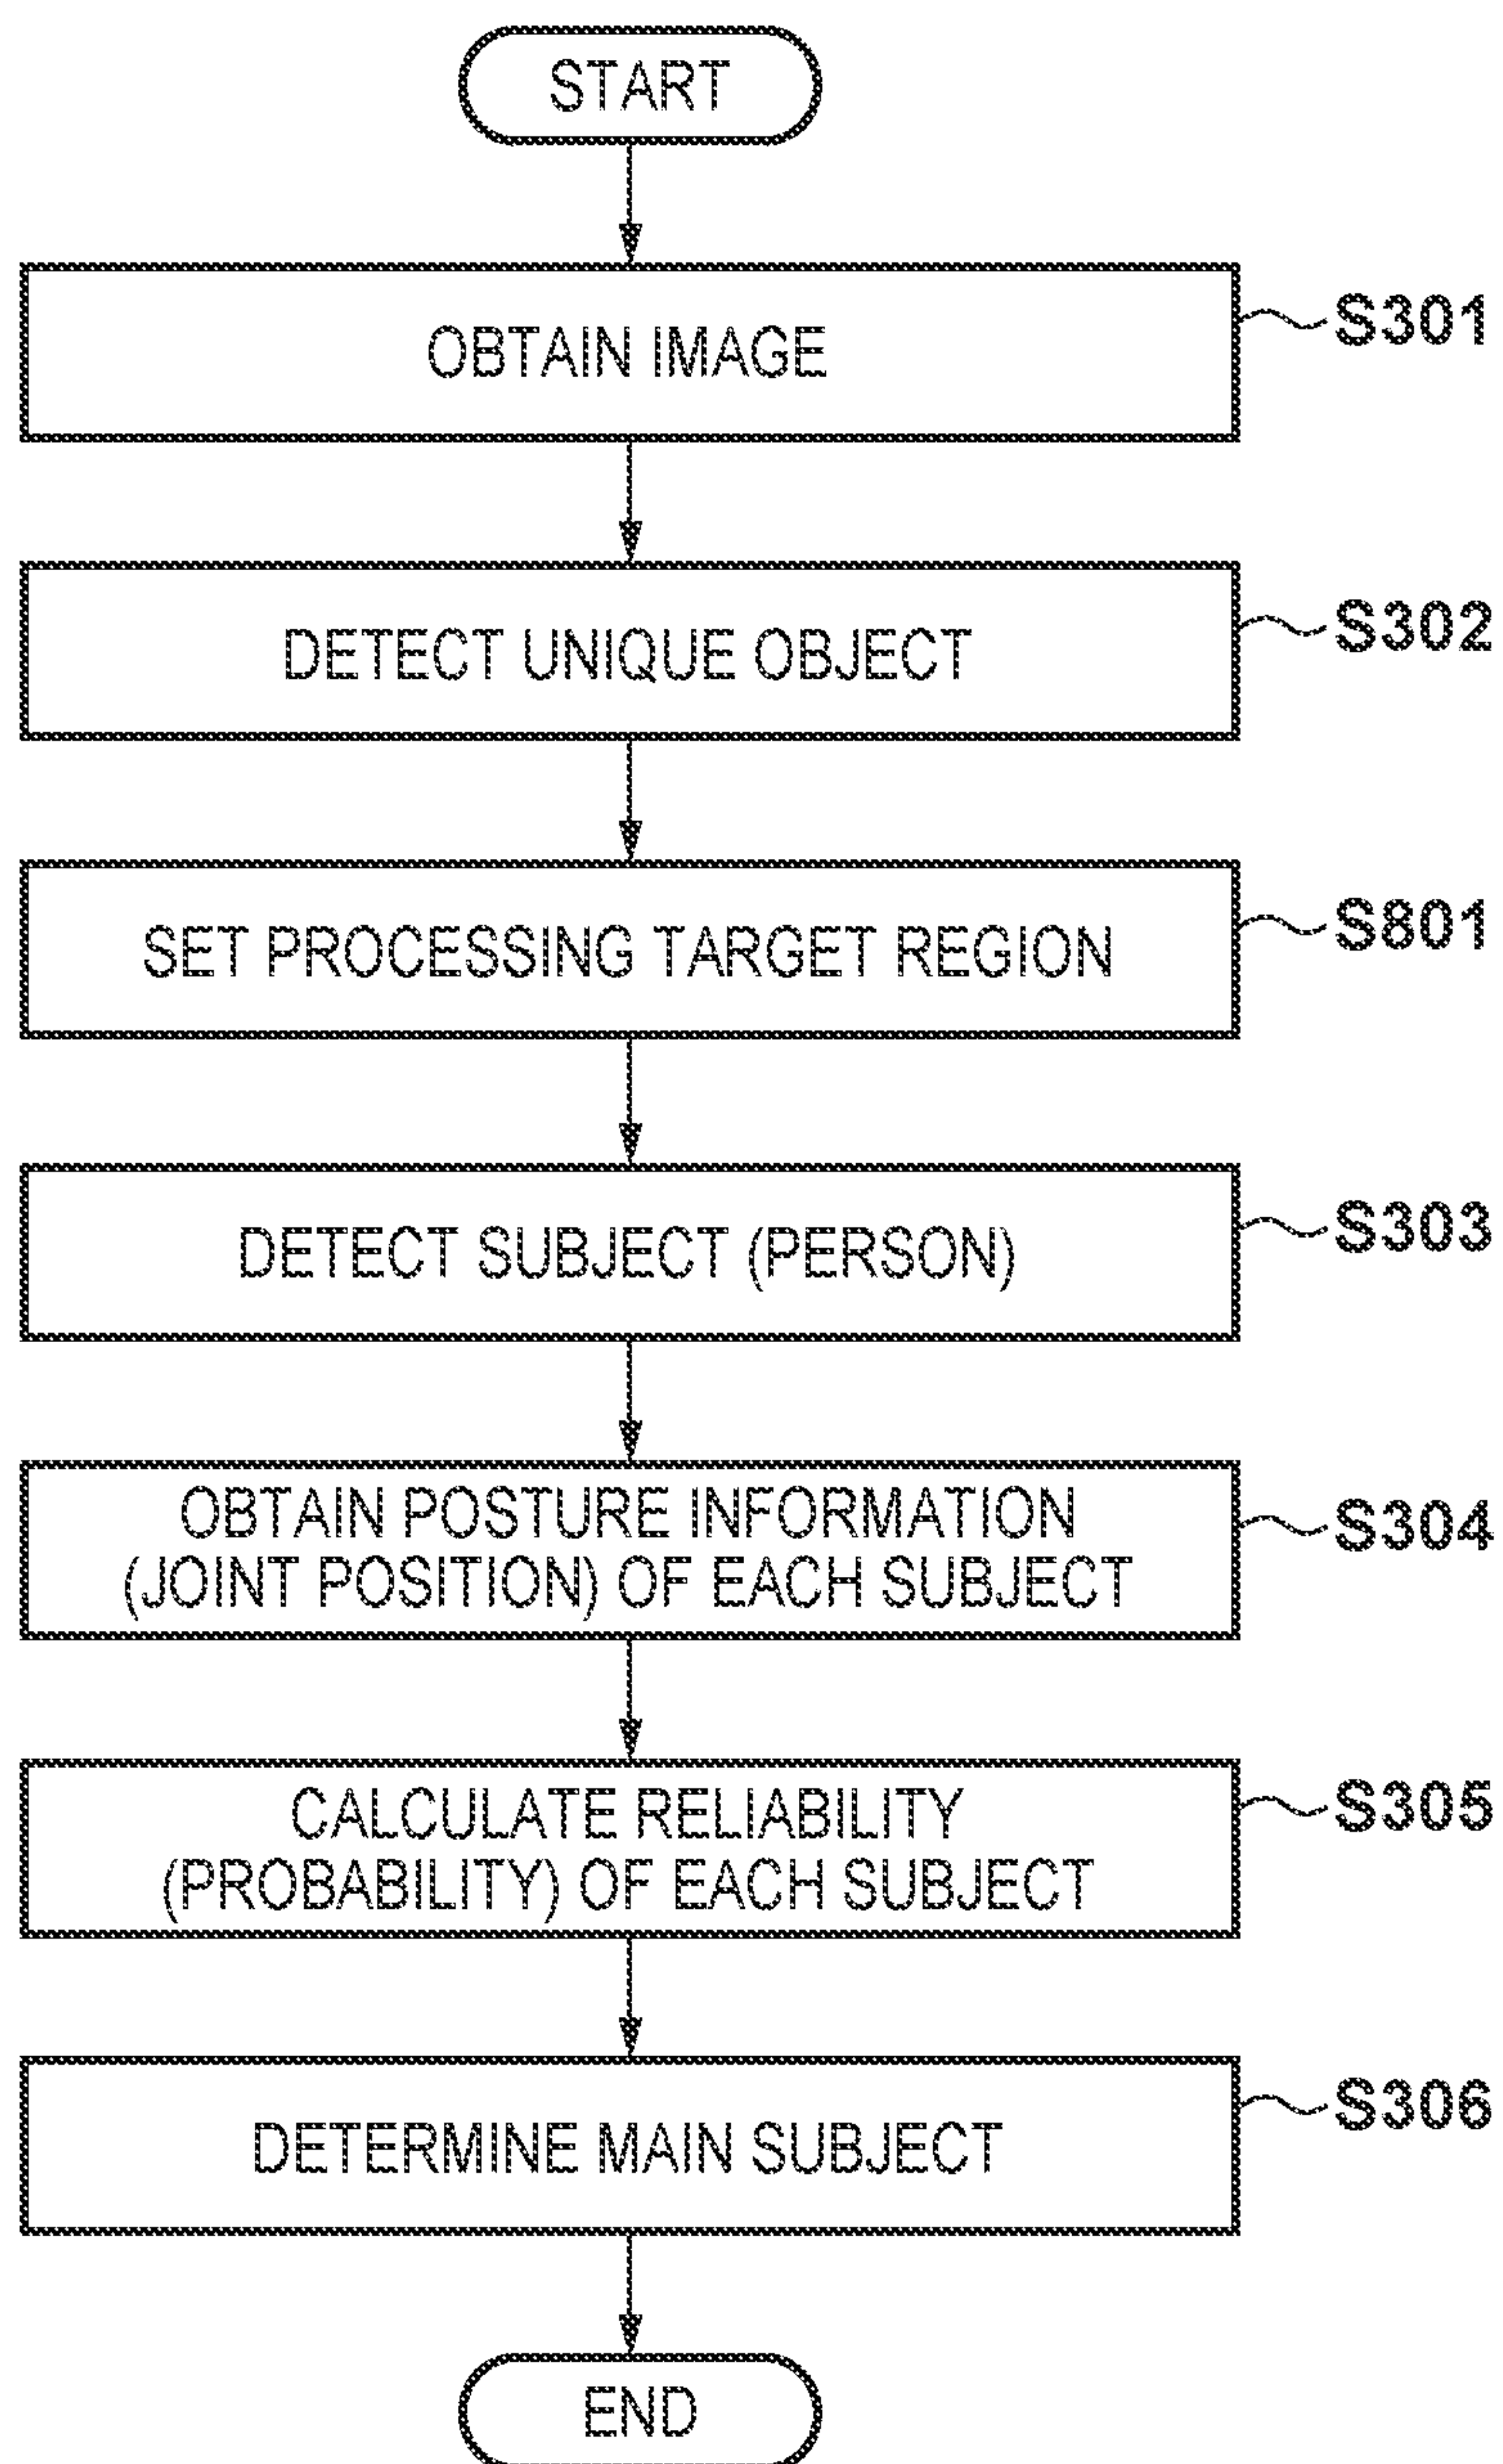 START
OBTAIN IMAGE
S301
DETECT UNIQUE OBJECT
S302
SET PROCESSING TARGET REGION
S801
DETECT SUBJECT (PERSON)
S303
OBTAIN POSTURE INFORMATION
(JOINT POSITION) OF EACH SUBJECT
S304
CALCULATE RELIABILITY
(PROBABILITY) OF EACH SUBJECT
S305
DETERMINE MAIN SUBJECT
S306
END